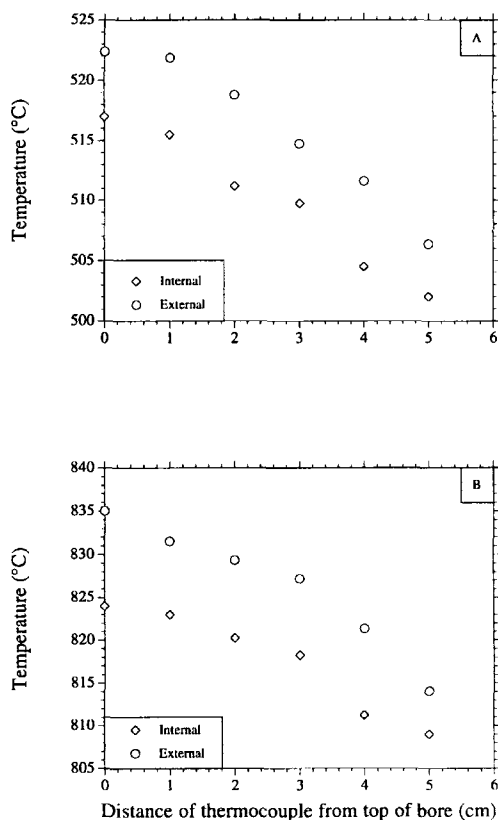 525
A
520
515
510
505
500
Temperature (°C)
Internal
External
0 1 2 3 4 5 6
840
B
835
830
825
820
815
810
805
Temperature (°C)
Internal
External
0 1 2 3 4 5 6
Distance of thermocouple from top of bore (cm)